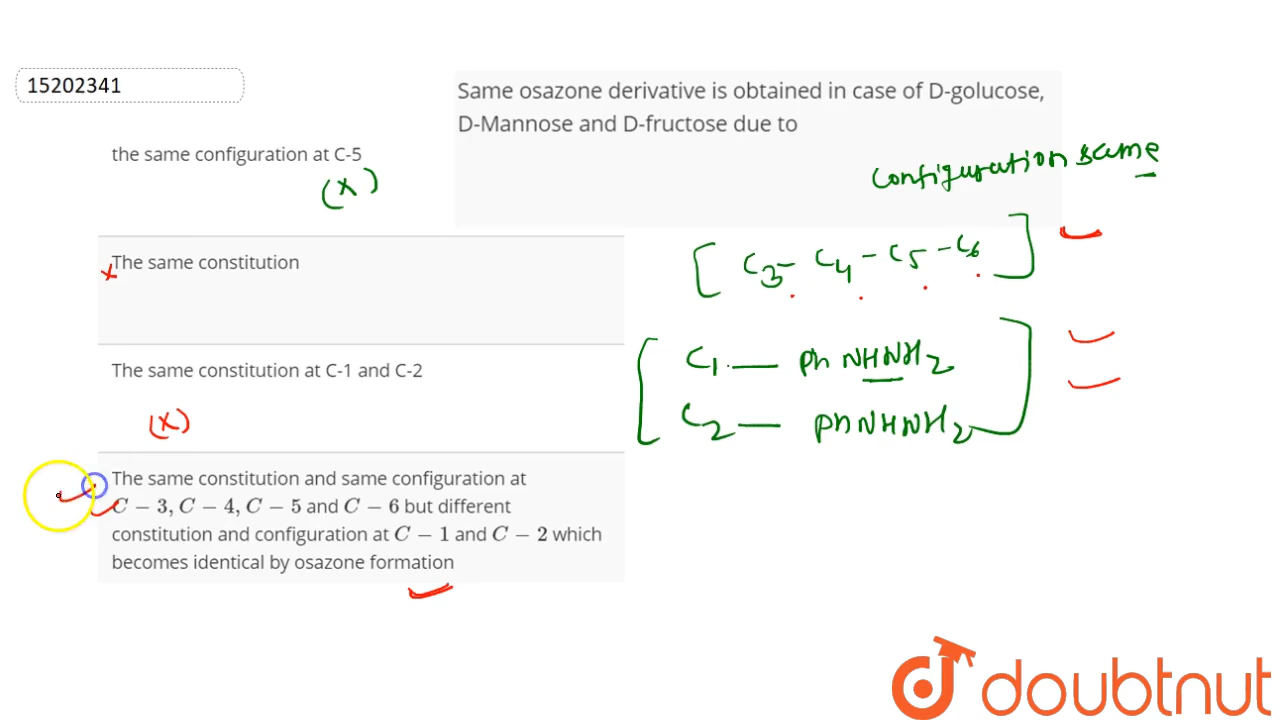 15202341
Same osazone derivative is obtained in case of D-golucose,
D-Mannose and D-fructose due to
the same configuration at C-5
(x)
configuration same
The same constitution
x
[ C3 - C4 - C5 - C6 ]
The same constitution at C-1 and C-2
(x)
C1 — Ph NHNH2
C2 — PhNHNH2
The same constitution and same configuration at
C − 3, C − 4, C − 5 and C − 6 but different
constitution and configuration at C − 1 and C − 2 which
becomes identical by osazone formation
doubtnut